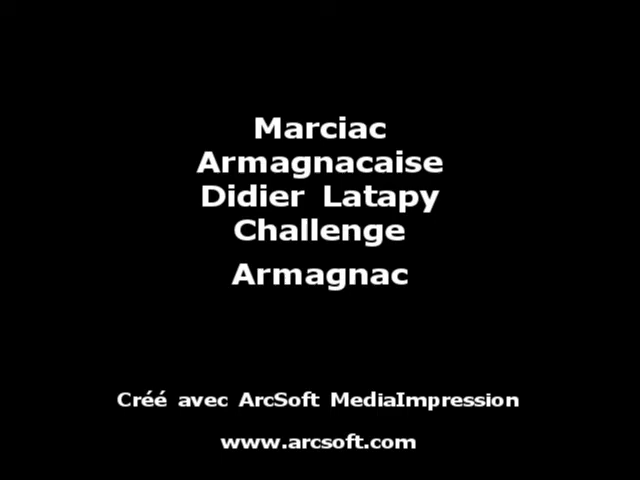 Marciac
Armagnacaise
Didier Latapy
Challenge
Armagnac
Créé avec ArcSoft MediaImpression
www.arcsoft.com